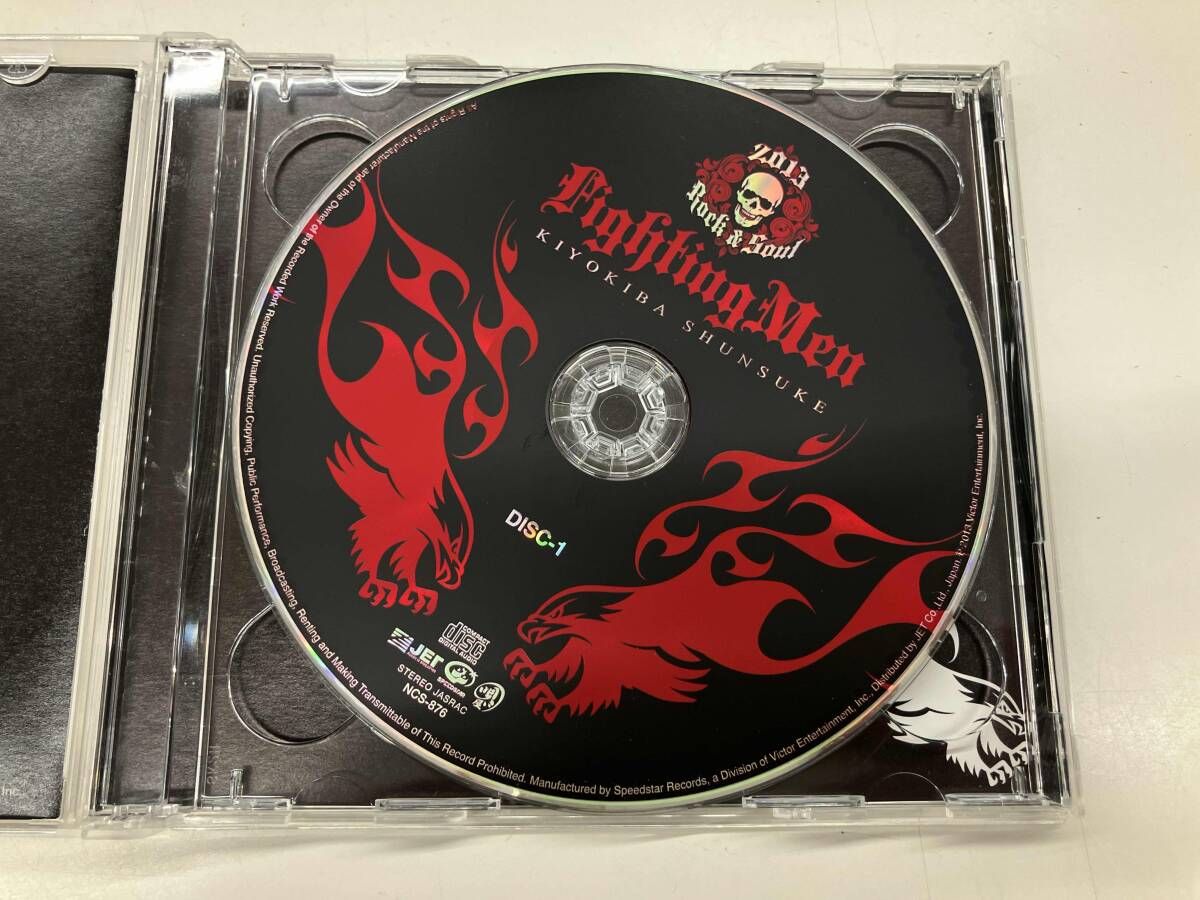 2013
Rock & Soul
Fighting Men
KIYOKIBA SHUNSUKE
DISC-1
COMPACT
disc
DIGITAL AUDIO
JET
SPEEDSTAR
STEREO JASRAC
NCS-876
All Rights of the Manufacturer and of the Owner of the Recorded Work Reserved. Unauthorized Copying, Public Performance, Broadcasting, Renting and Making Transmittable of This Record Prohibited. Manufactured by Speedstar Records, a Division of Victor Entertainment, Inc., Distributed by JET Co.,Ltd., Japan. ℗ 2013 Victor Entertainment, Inc.
Inc.